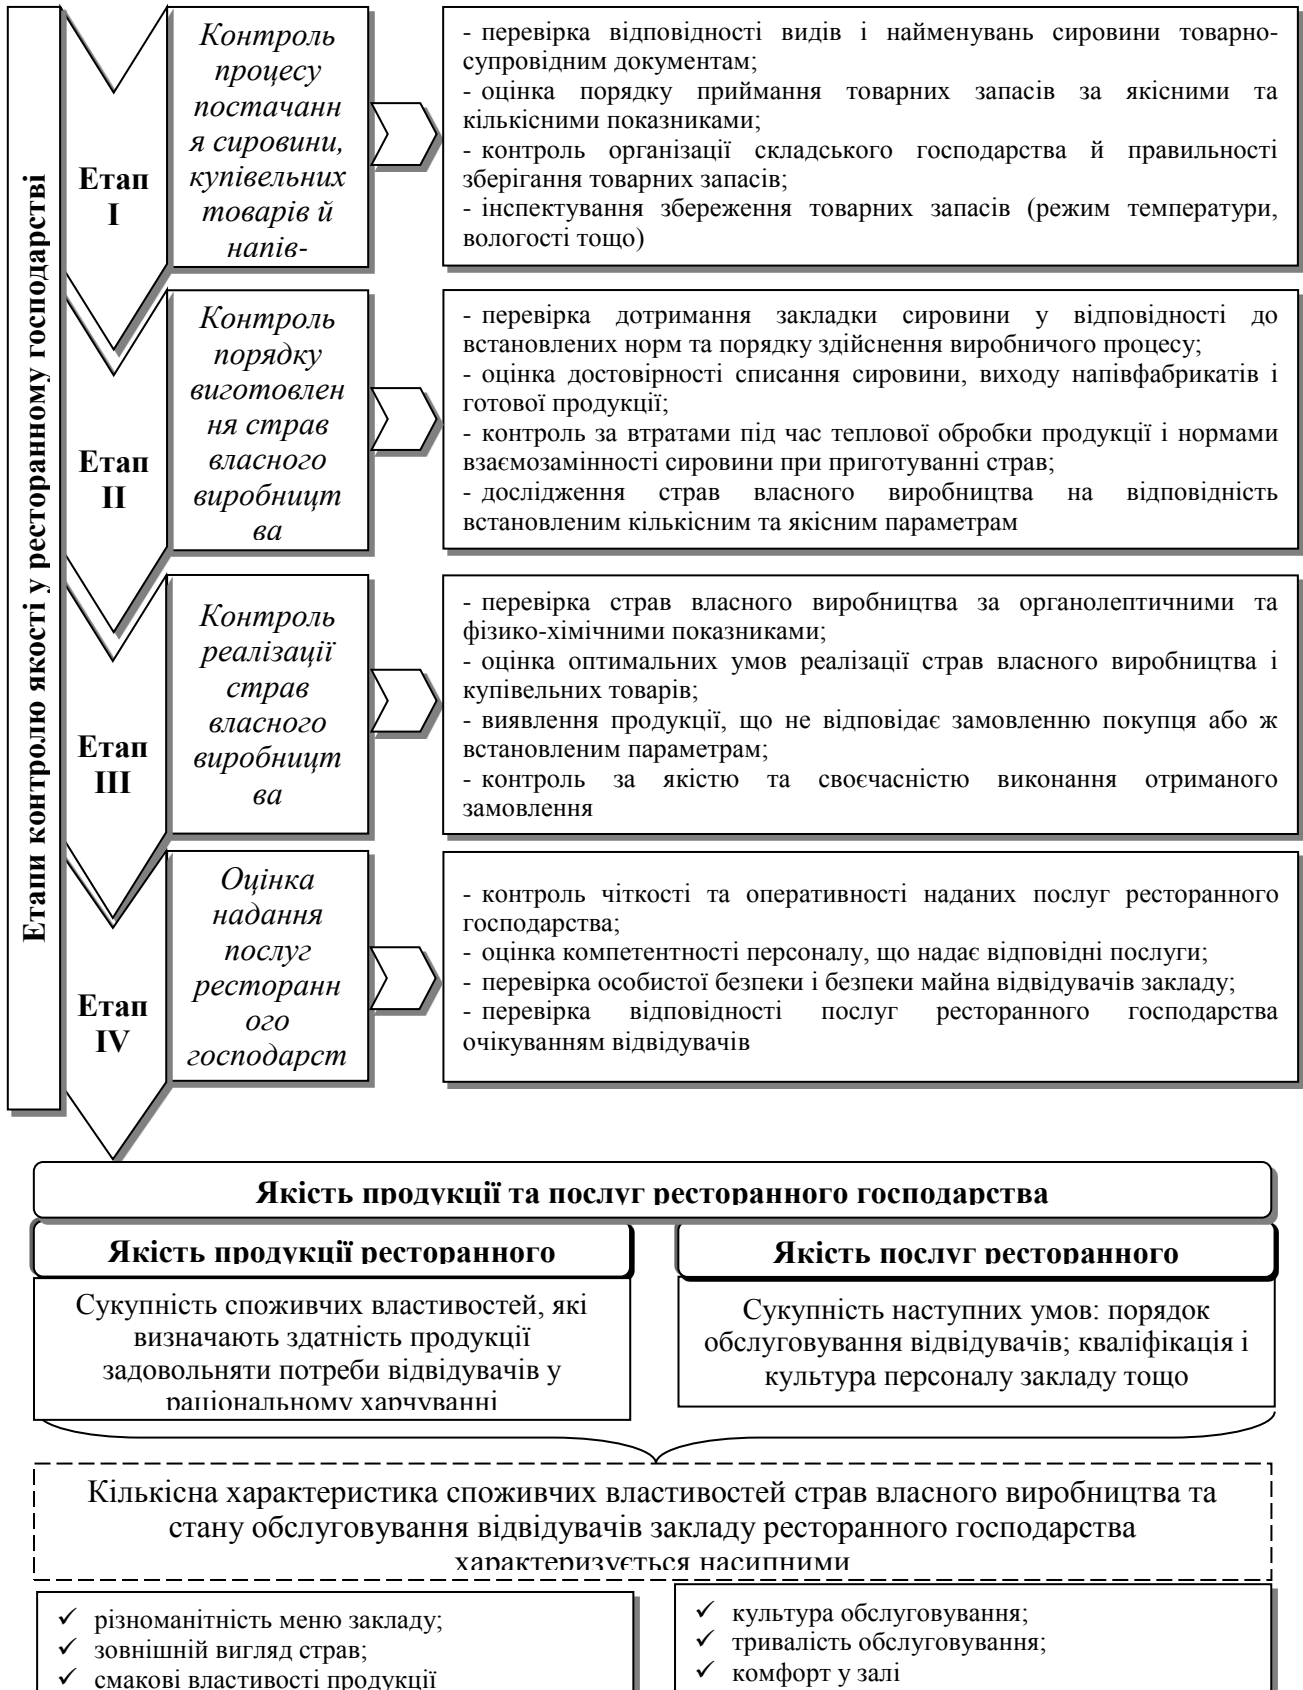 Етапи контролю якості у ресторанному господарстві
Етап
I
Контроль
процесу
постачанн
я сировини,
купівельних
товарів й
напів-
- перевірка відповідності видів і найменувань сировини товарно-
супровідним документам;
- оцінка порядку приймання товарних запасів за якісними та
кількісними показниками;
- контроль організації складського господарства й правильності
зберігання товарних запасів;
- інспектування збереження товарних запасів (режим температури,
вологості тощо)
Етап
II
Контроль
порядку
виготовлен
ня страв
власного
виробницт
ва
- перевірка дотримання закладки сировини у відповідності до
встановлених норм та порядку здійснення виробничого процесу;
- оцінка достовірності списання сировини, виходу напівфабрикатів і
готової продукції;
- контроль за втратами під час теплової обробки продукції і нормами
взаємозамінності сировини при приготуванні страв;
- дослідження страв власного виробництва на відповідність
встановленим кількісним та якісним параметрам
Етап
III
Контроль
реалізації
страв
власного
виробницт
ва
- перевірка страв власного виробництва за органолептичними та
фізико-хімічними показниками;
- оцінка оптимальних умов реалізації страв власного виробництва і
купівельних товарів;
- виявлення продукції, що не відповідає замовленню покупця або ж
встановленим параметрам;
- контроль за якістю та своєчасністю виконання отриманого
замовлення
Етап
IV
Оцінка
надання
послуг
ресторанн
ого
господарст
- контроль чіткості та оперативності наданих послуг ресторанного
господарства;
- оцінка компетентності персоналу, що надає відповідні послуги;
- перевірка особистої безпеки і безпеки майна відвідувачів закладу;
- перевірка відповідності послуг ресторанного господарства
очікуванням відвідувачів
Якість продукції та послуг ресторанного господарства
Якість продукції ресторанного
Сукупність споживчих властивостей, які
визначають здатність продукції
задовольняти потреби відвідувачів у
раціональному харчуванні
Якість послуг ресторанного
Сукупність наступних умов: порядок
обслуговування відвідувачів; кваліфікація і
культура персоналу закладу тощо
Кількісна характеристика споживчих властивостей страв власного виробництва та
стану обслуговування відвідувачів закладу ресторанного господарства
характеризується насипними
✓ різноманітність меню закладу;
✓ зовнішній вигляд страв;
✓ смакові властивості продукції
✓ культура обслуговування;
✓ тривалість обслуговування;
✓ комфорт у залі